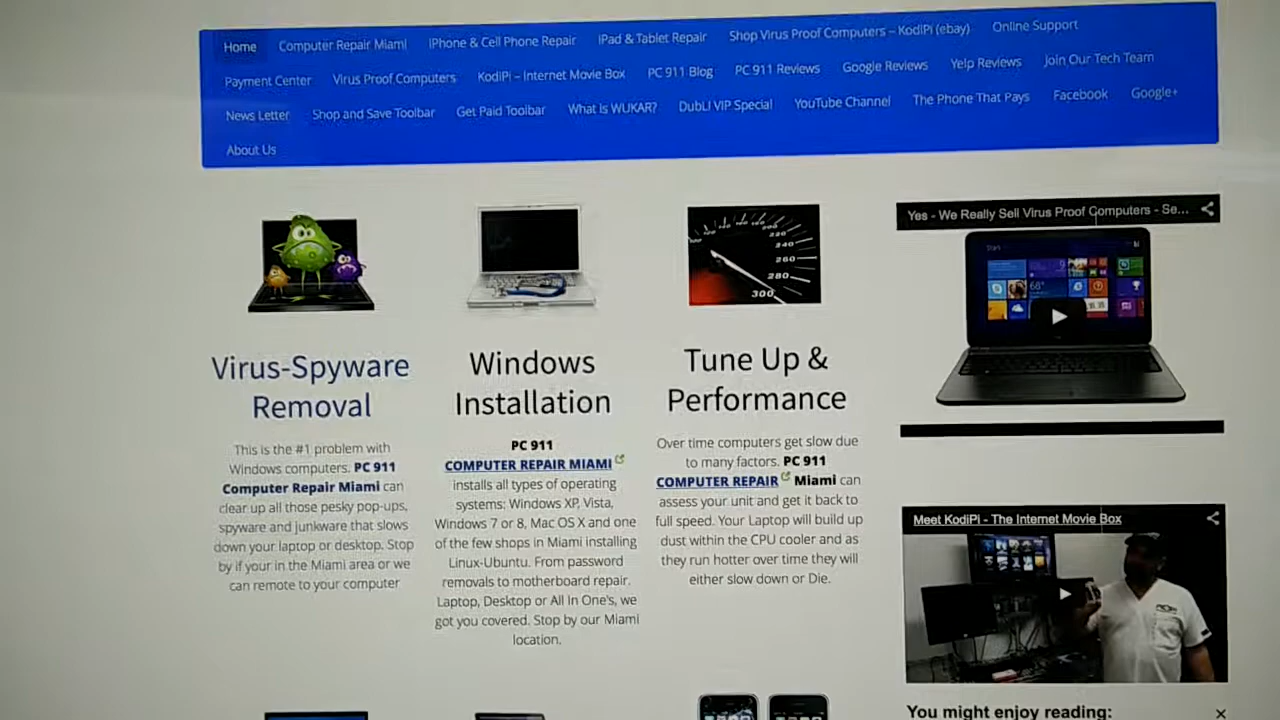 Home Computer Repair Miami iPhone & Cell Phone Repair iPad & Tablet Repair Shop Virus Proof Computers – KodiPi (ebay) Online Support
Payment Center Virus Proof Computers KodiPi – Internet Movie Box PC 911 Blog PC 911 Reviews Google Reviews Yelp Reviews Join Our Tech Team
News Letter Shop and Save Toolbar Get Paid Toolbar What Is WUKAR? DubLI VIP Special YouTube Channel The Phone That Pays Facebook Google+
About Us
Virus-Spyware
Removal
This is the #1 problem with
Windows computers. PC 911
Computer Repair Miami can
clear up all those pesky pop-ups,
spyware and junkware that slows
down your laptop or desktop. Stop
by if your in the Miami area or we
can remote to your computer
Windows
Installation
PC 911
COMPUTER REPAIR MIAMI
installs all types of operating
systems: Windows XP, Vista,
Windows 7 or 8, Mac OS X and one
of the few shops in Miami installing
Linux-Ubuntu. From password
removals to motherboard repair.
Laptop, Desktop or All In One's, we
got you covered. Stop by our Miami
location.
220
240
260
280
300
Tune Up &
Performance
Over time computers get slow due
to many factors. PC 911
COMPUTER REPAIR Miami can
assess your unit and get it back to
full speed. Your Laptop will build up
dust within the CPU cooler and as
they run hotter over time they will
either slow down or Die.
Yes - We Really Sell Virus Proof Computers - Se...
Start
68°
Meet KodiPi - The Internet Movie Box
You might enjoy reading: